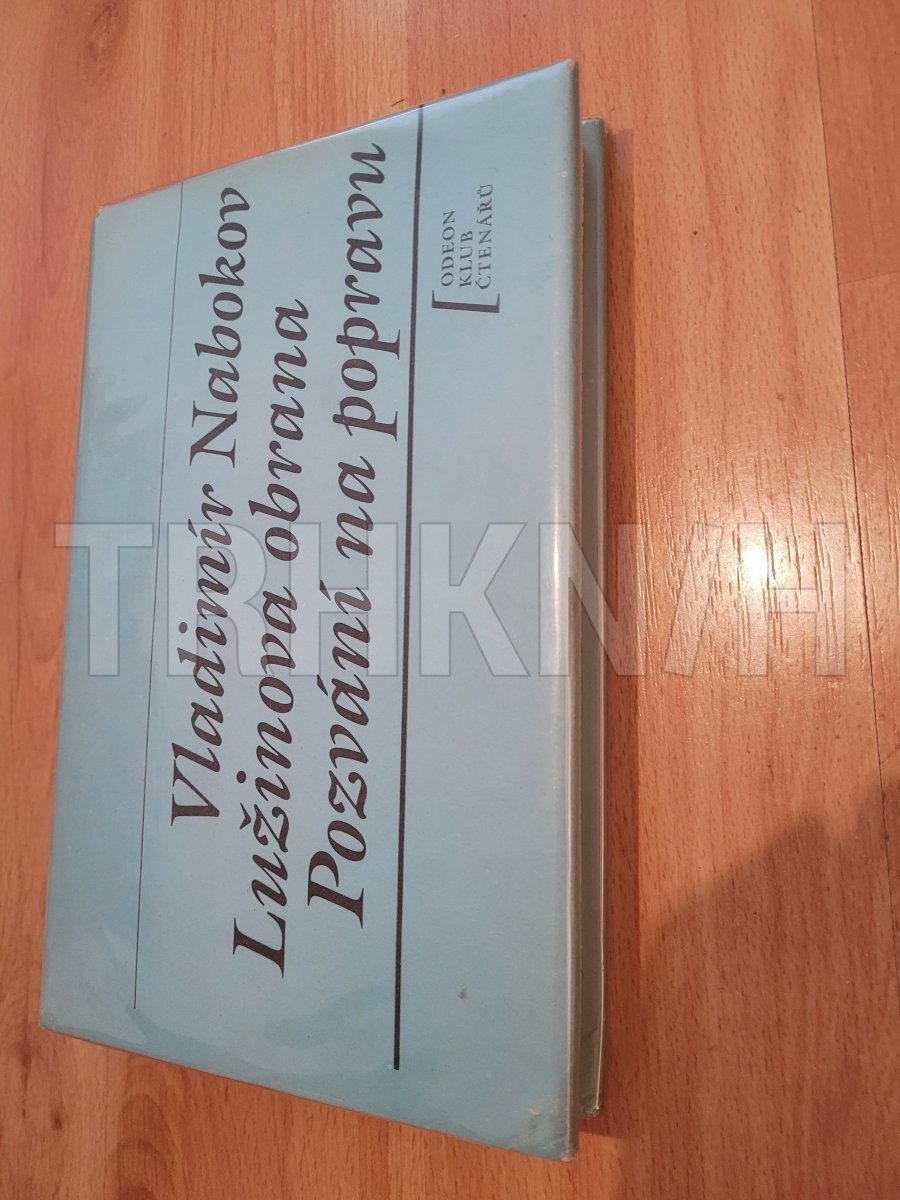 Vladimír Nabokov
Lužinova obrana
Pozvání na popravu
ODEON
KLUB
ČTENÁŘŮ
TRHKNIH